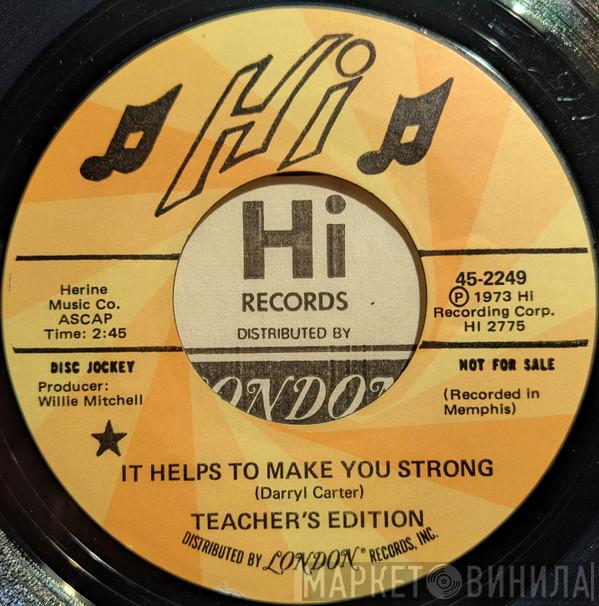 Hi
Hi
RECORDS
DISTRIBUTED BY
LONDON
Herine
Music Co.
ASCAP
Time: 2:45
45-2249
Ⓟ 1973 Hi
Recording Corp.
HI 2775
DISC JOCKEY
Producer:
Willie Mitchell
NOT FOR SALE
(Recorded in
Memphis)
IT HELPS TO MAKE YOU STRONG
(Darryl Carter)
TEACHER'S EDITION
DISTRIBUTED BY LONDON® RECORDS, INC.
МАРКЕТ ВИНИЛА